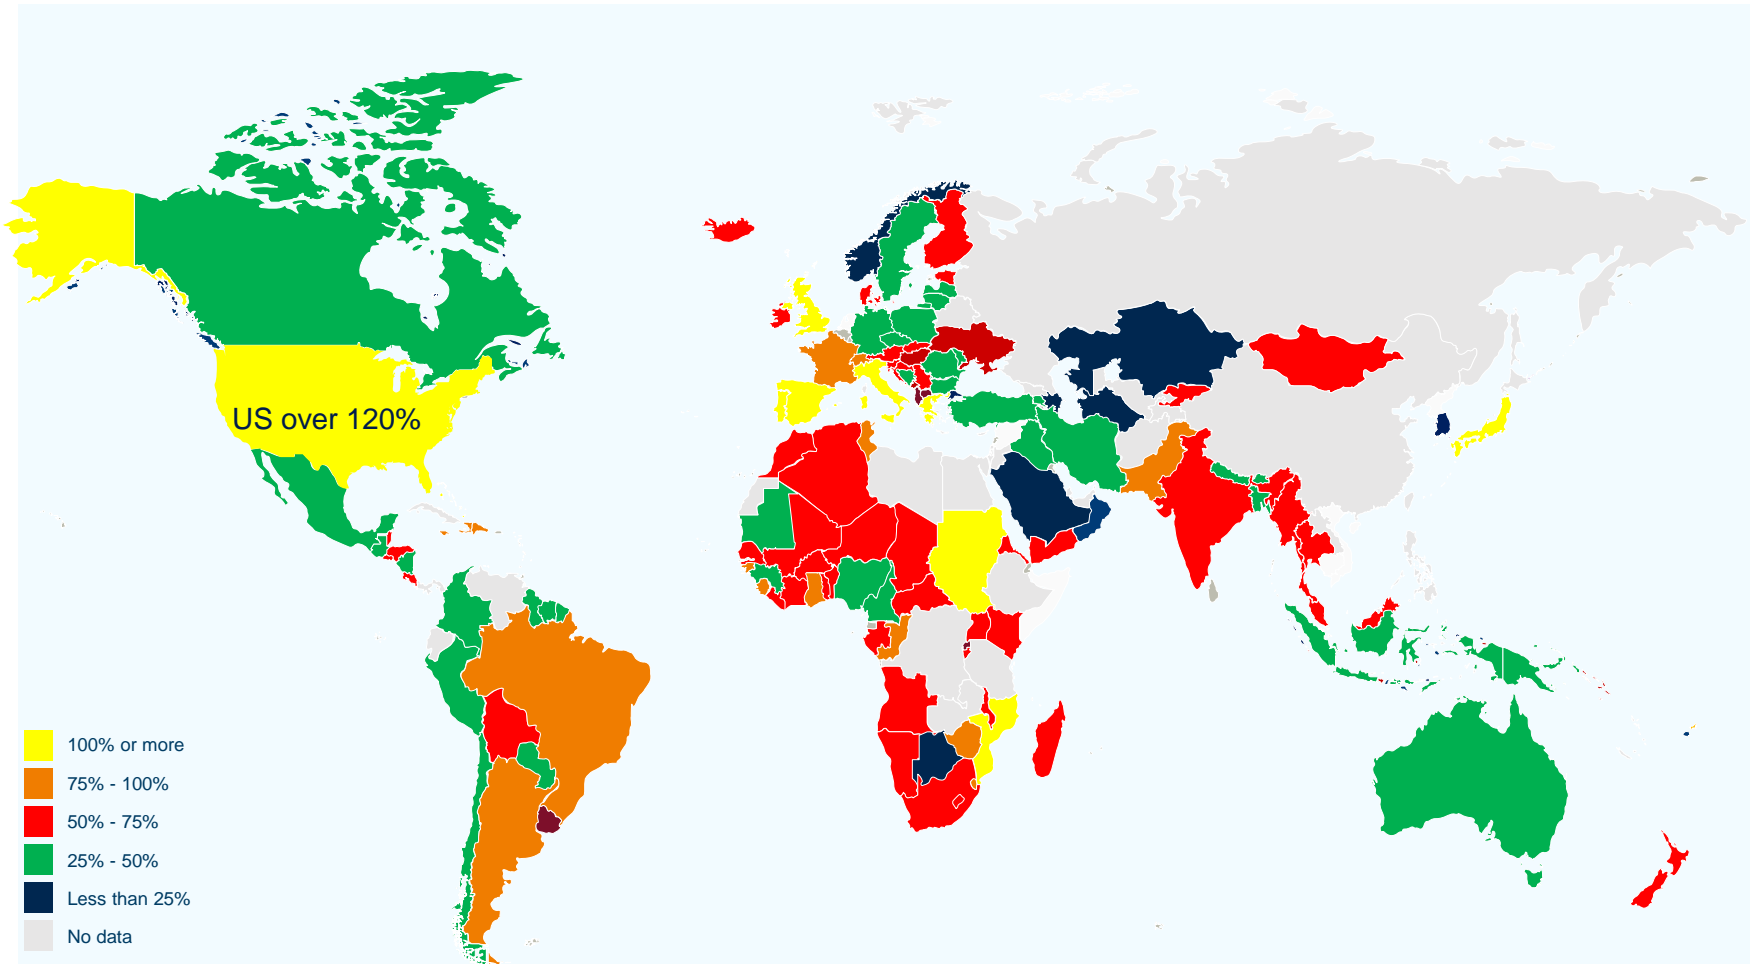 US over 120%
100% or more
75% - 100%
50% - 75%
25% - 50%
Less than 25%
No data